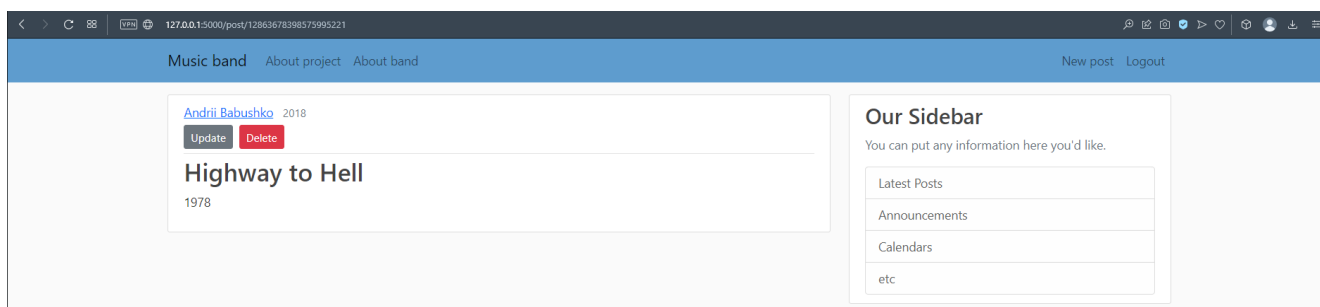 VPN 127.0.0.1:5000/post/12863678398575995221
Music band About project About band New post Logout
Andrii Babushko 2018
Update Delete
Highway to Hell
1978
Our Sidebar
You can put any information here you'd like.
Latest Posts
Announcements
Calendars
etc